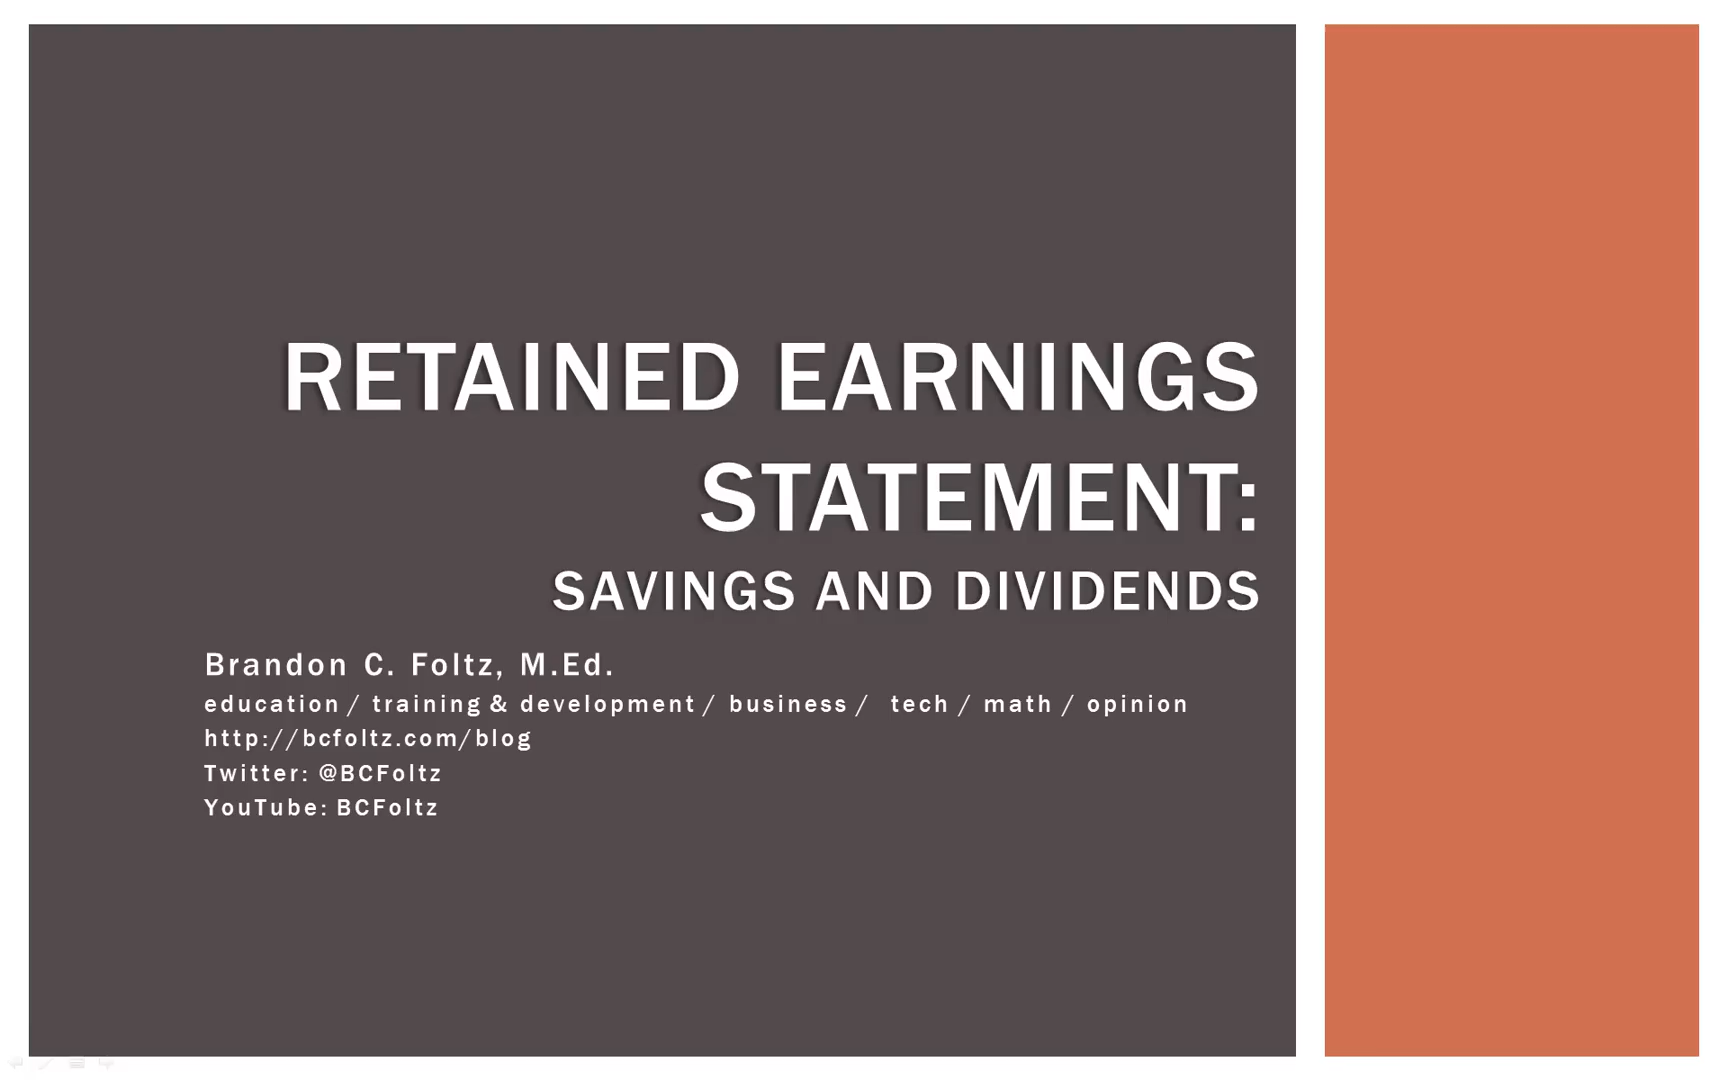 RETAINED EARNINGS
STATEMENT:
SAVINGS AND DIVIDENDS
Brandon C. Foltz, M.Ed.
education / training & development / business / tech / math / opinion
http://bcfoltz.com/blog
Twitter: @BCFoltz
YouTube: BCFoltz